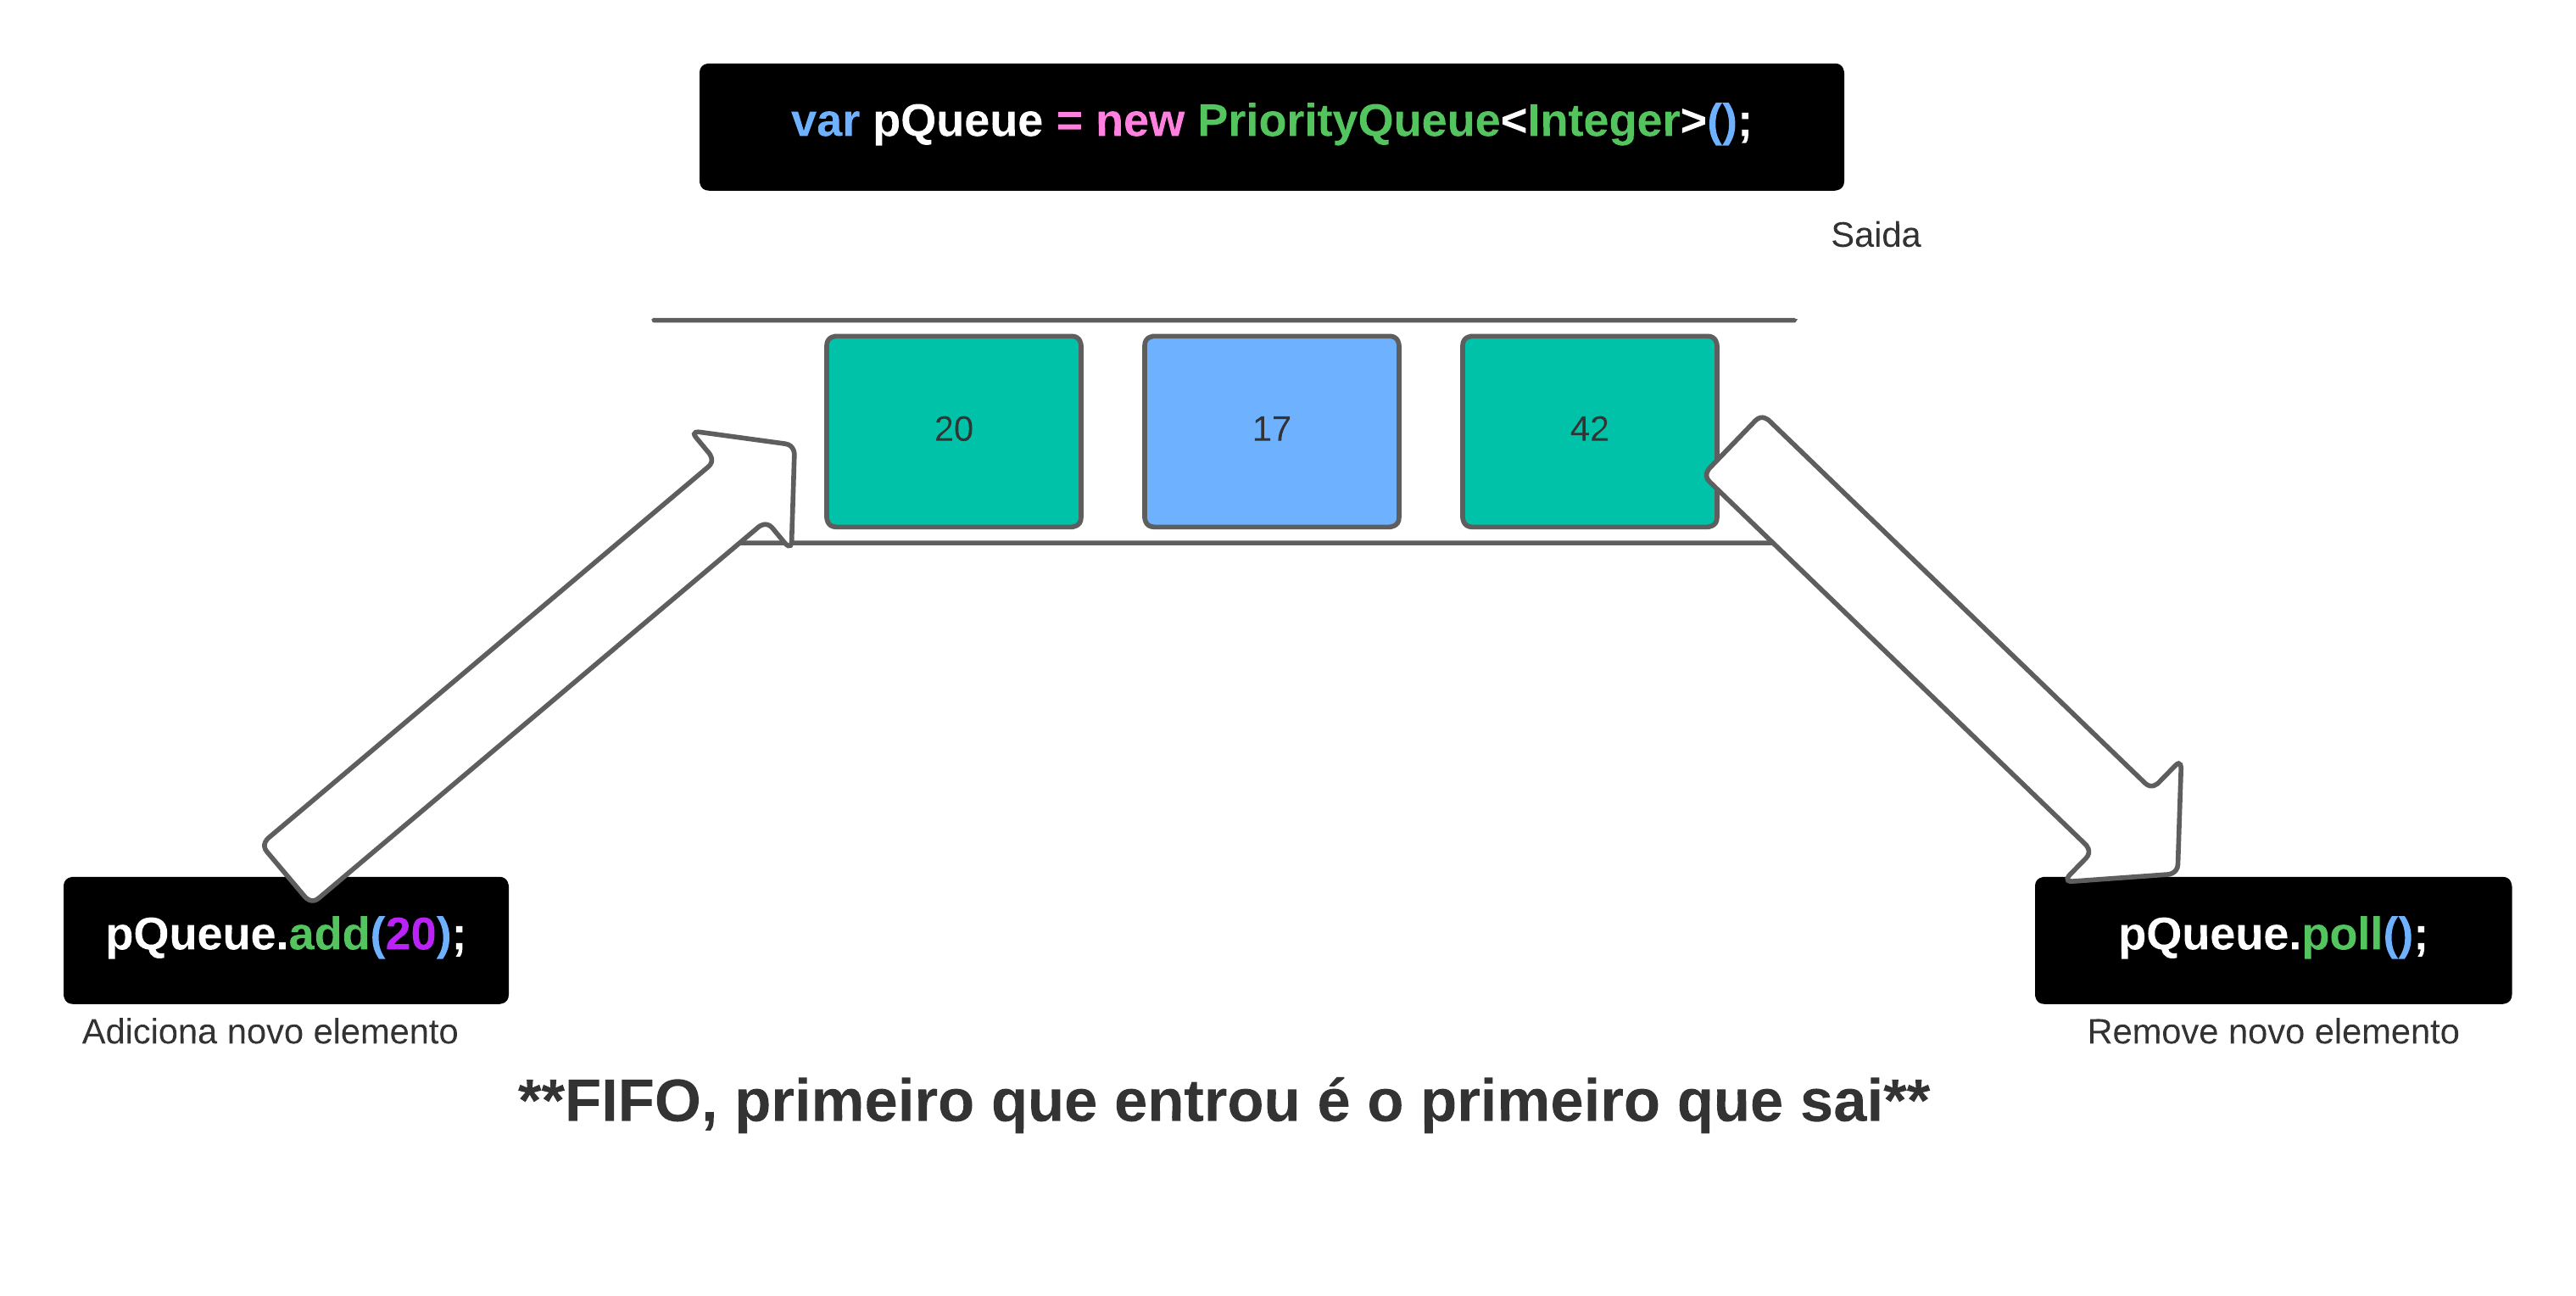 var pQueue = new PriorityQueue<Integer>();
Saida
20
17
42
pQueue.add(20);
pQueue.poll();
Adiciona novo elemento
Remove novo elemento
**FIFO, primeiro que entrou é o primeiro que sai**